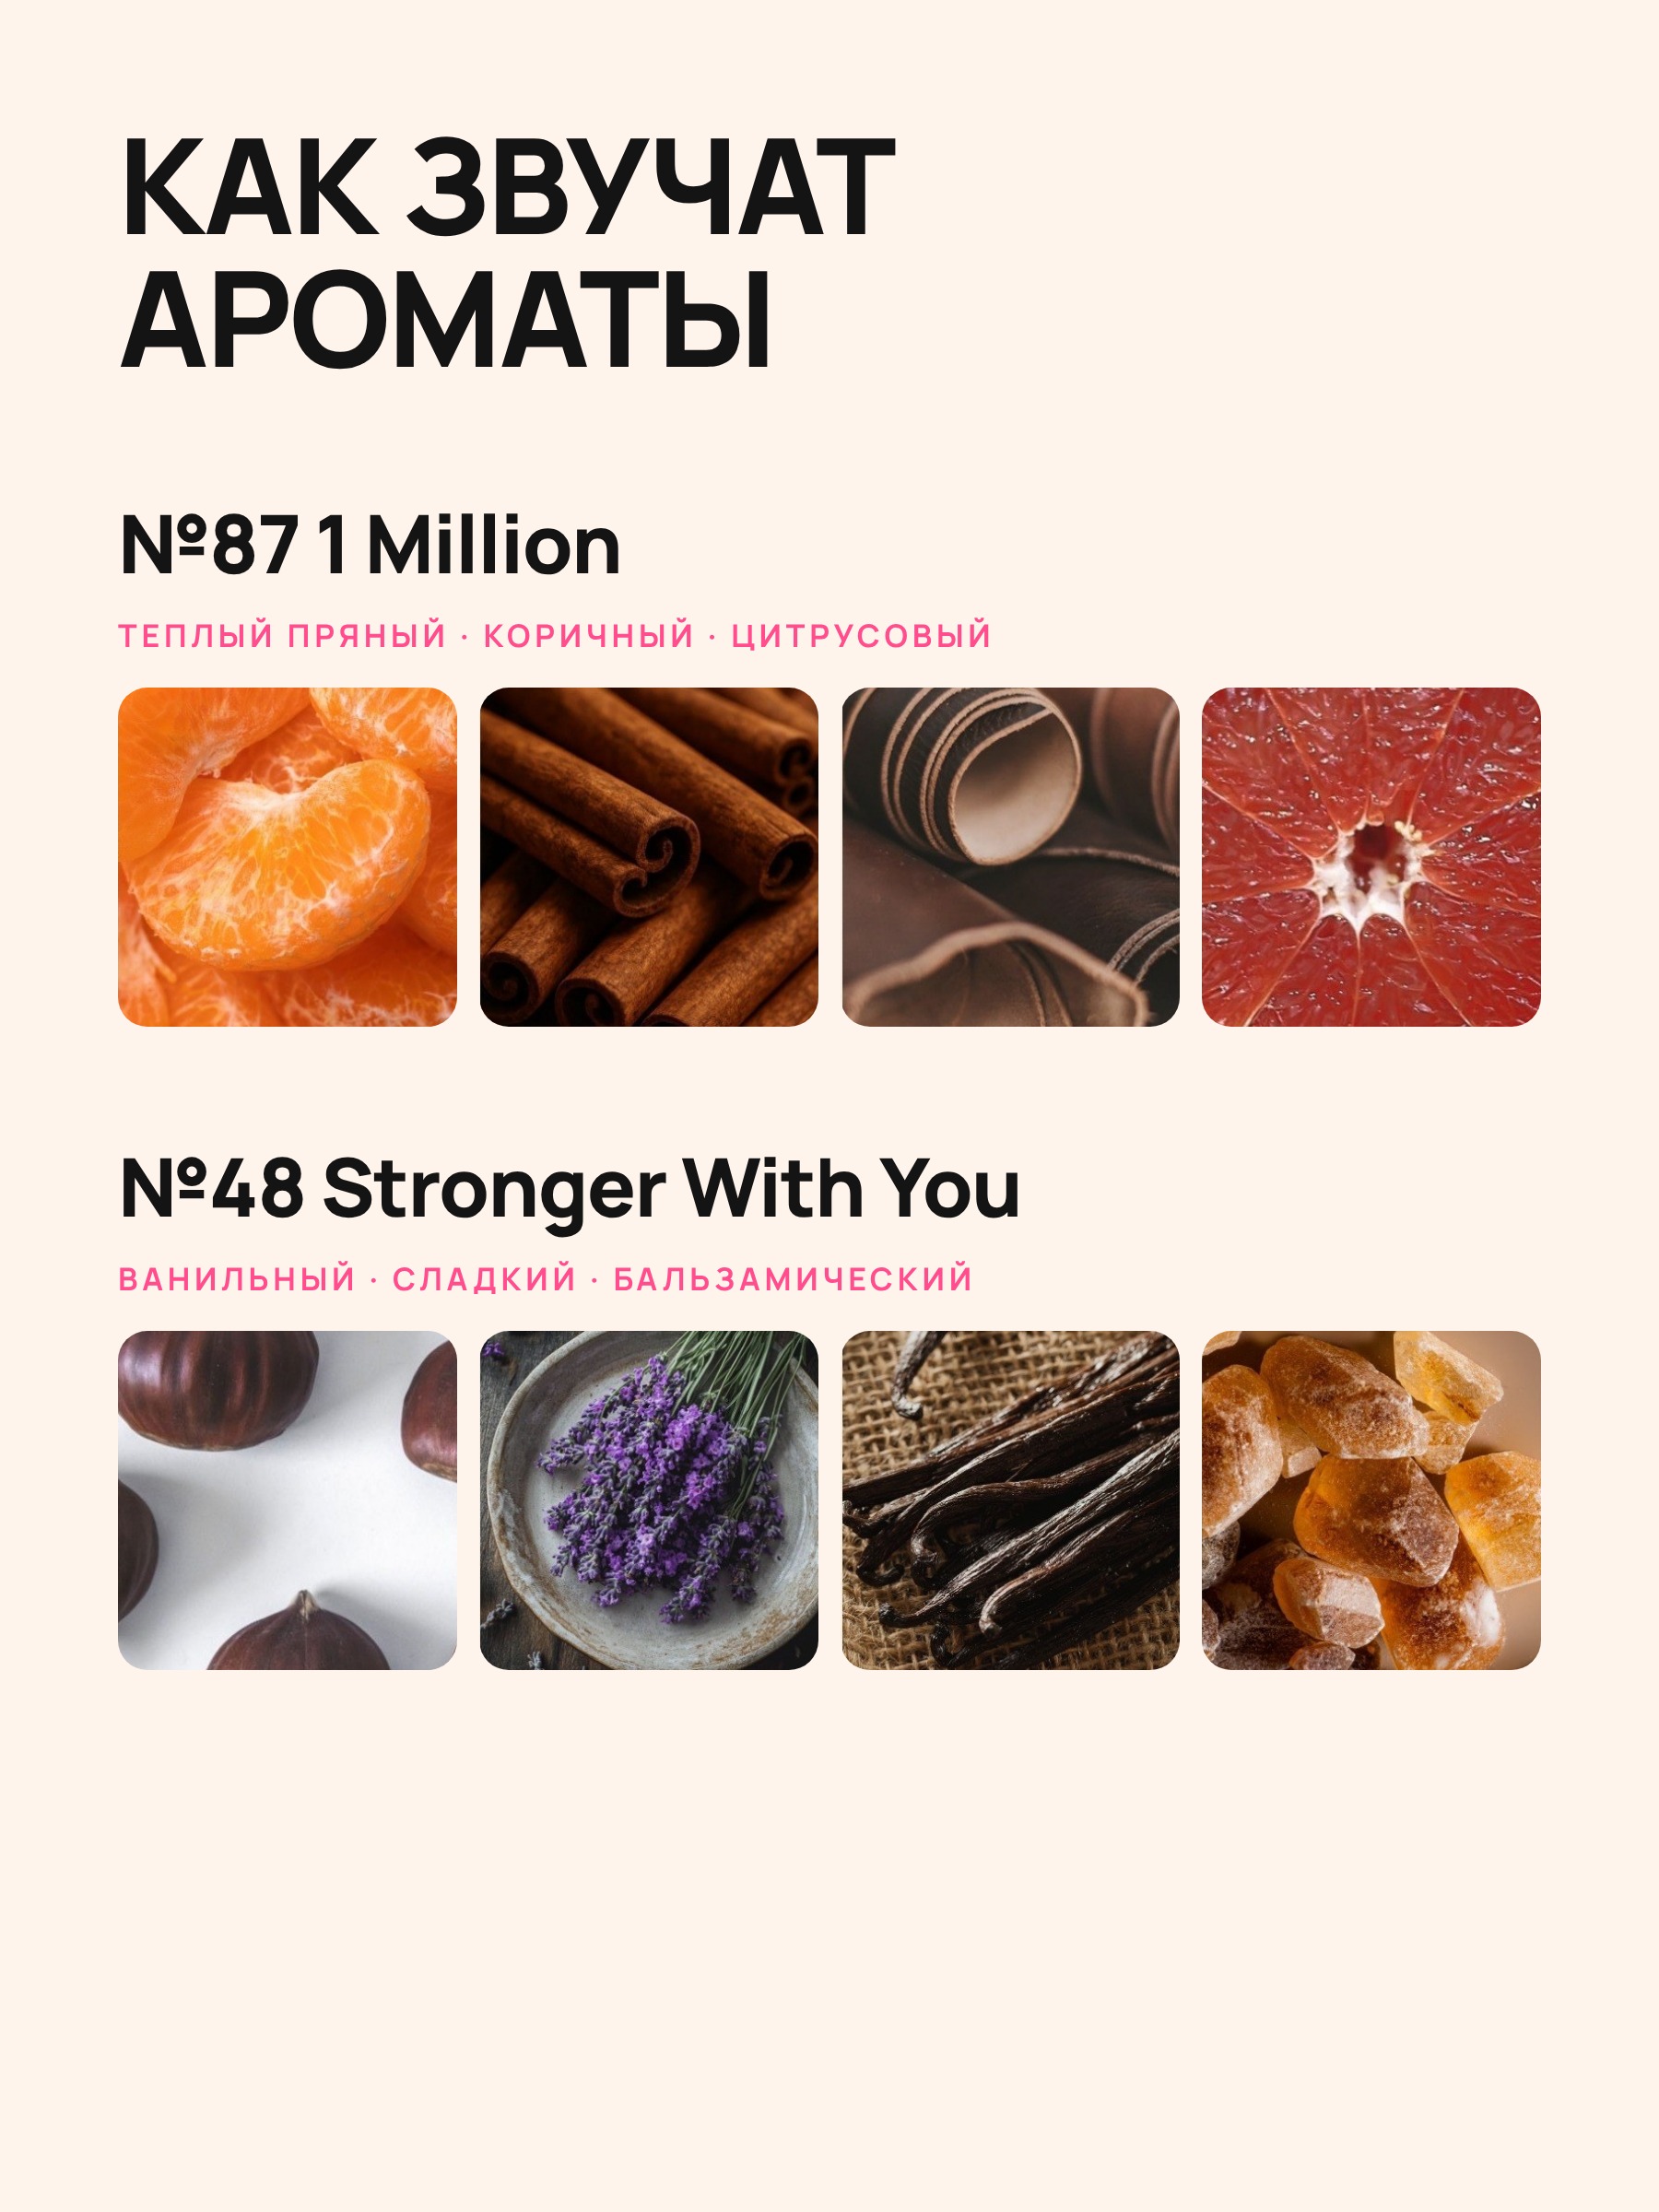 КАК ЗВУЧАТ
АРОМАТЫ
№87 1 Million
ТЕПЛЫЙ ПРЯНЫЙ · КОРИЧНЫЙ · ЦИТРУСОВЫЙ
№48 Stronger With You
ВАНИЛЬНЫЙ · СЛАДКИЙ · БАЛЬЗАМИЧЕСКИЙ